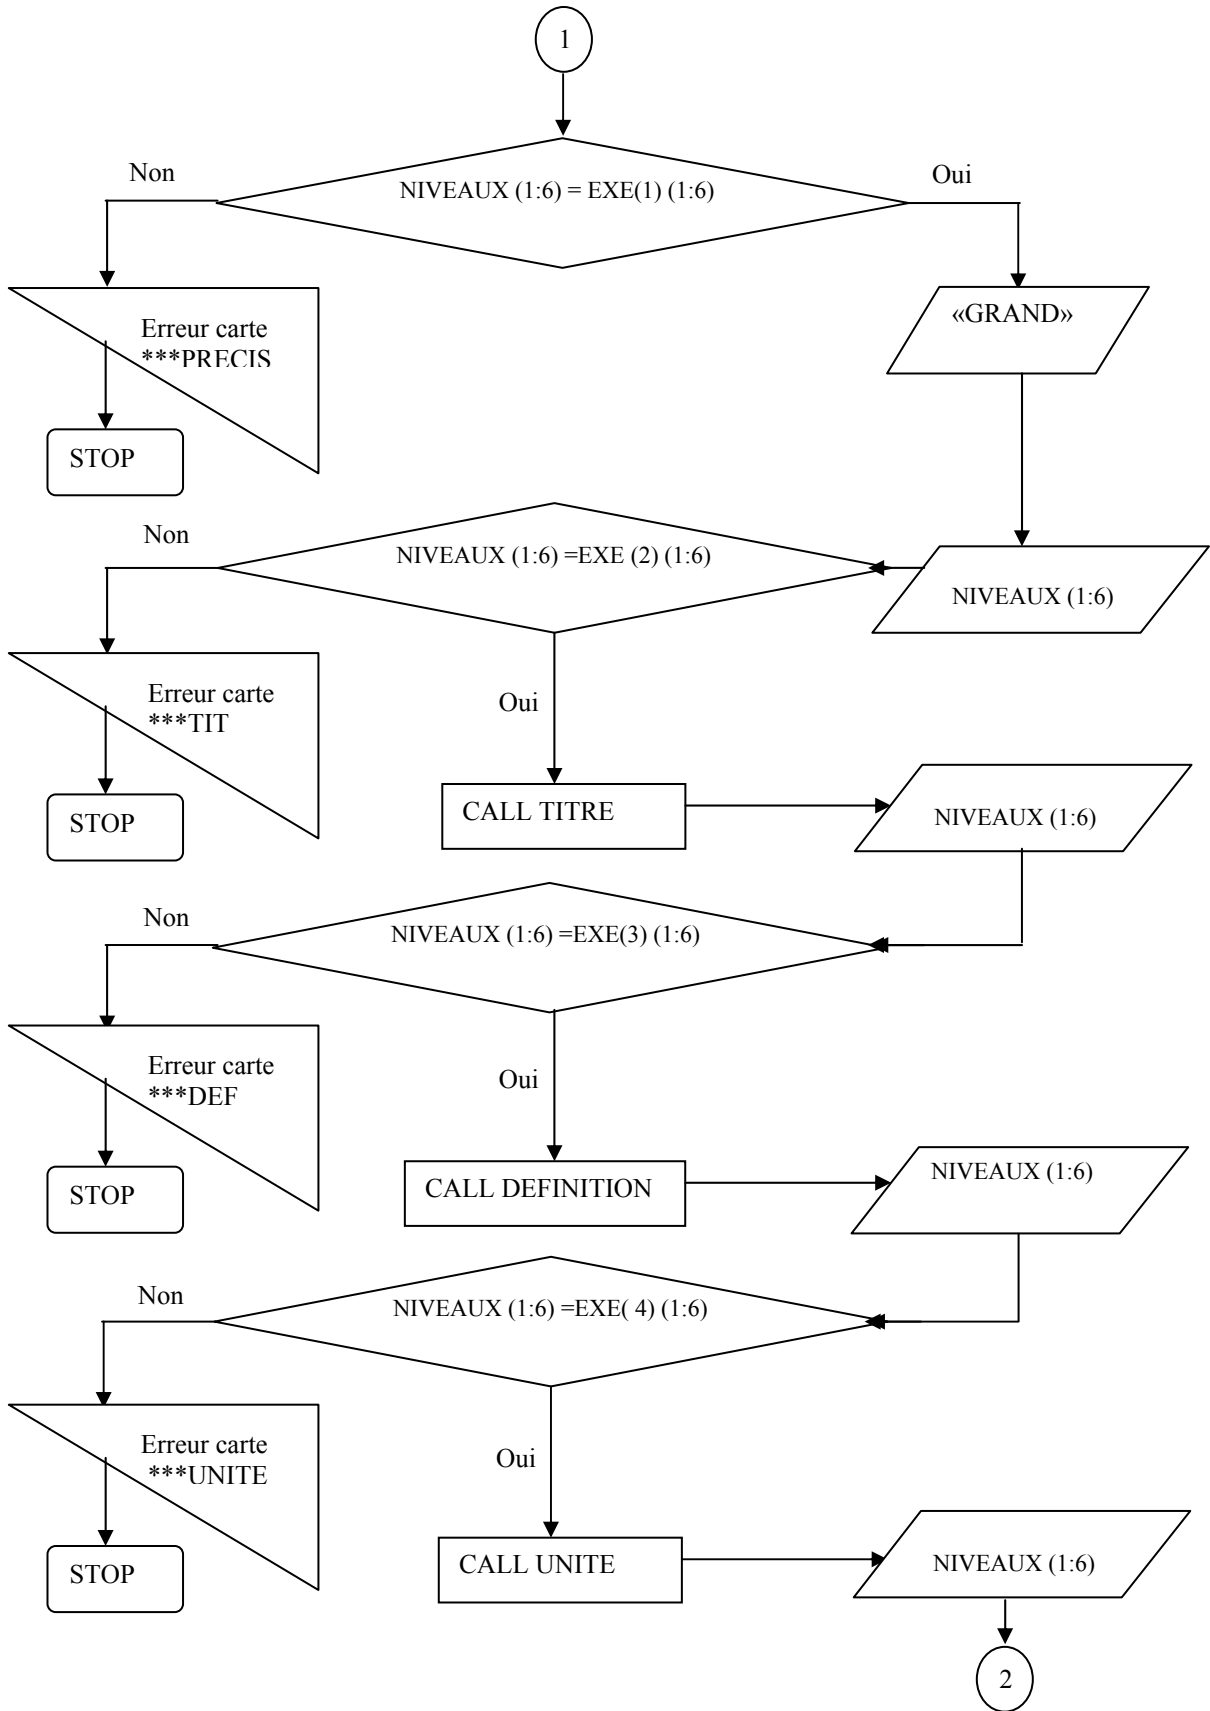 1
Non
NIVEAUX (1:6) = EXE(1) (1:6)
Oui
Erreur carte
***PRECIS
«GRAND»
STOP
Non
NIVEAUX (1:6) =EXE (2) (1:6)
NIVEAUX (1:6)
Erreur carte
***TIT
Oui
STOP
CALL TITRE
NIVEAUX (1:6)
Non
NIVEAUX (1:6) =EXE(3) (1:6)
Erreur carte
***DEF
Oui
STOP
CALL DEFINITION
NIVEAUX (1:6)
Non
NIVEAUX (1:6) =EXE( 4) (1:6)
Erreur carte
***UNITE
Oui
STOP
CALL UNITE
NIVEAUX (1:6)
2